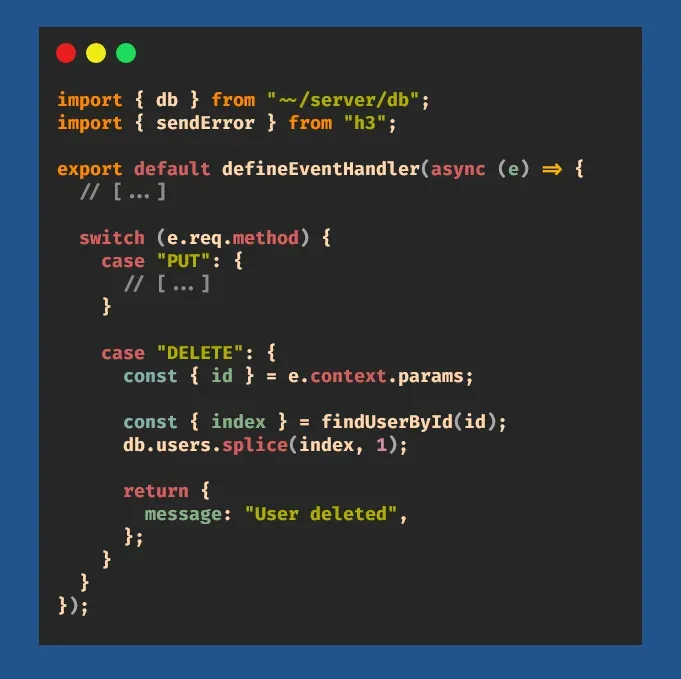 import { db } from "~~/server/db";
import { sendError } from "h3";
export default defineEventHandler(async (e) => {
// [...]
switch (e.req.method) {
case "PUT": {
// [...]
}
case "DELETE": {
const { id } = e.context.params;
const { index } = findUserById(id);
db.users.splice(index, 1);
return {
message: "User deleted",
};
}
}
});